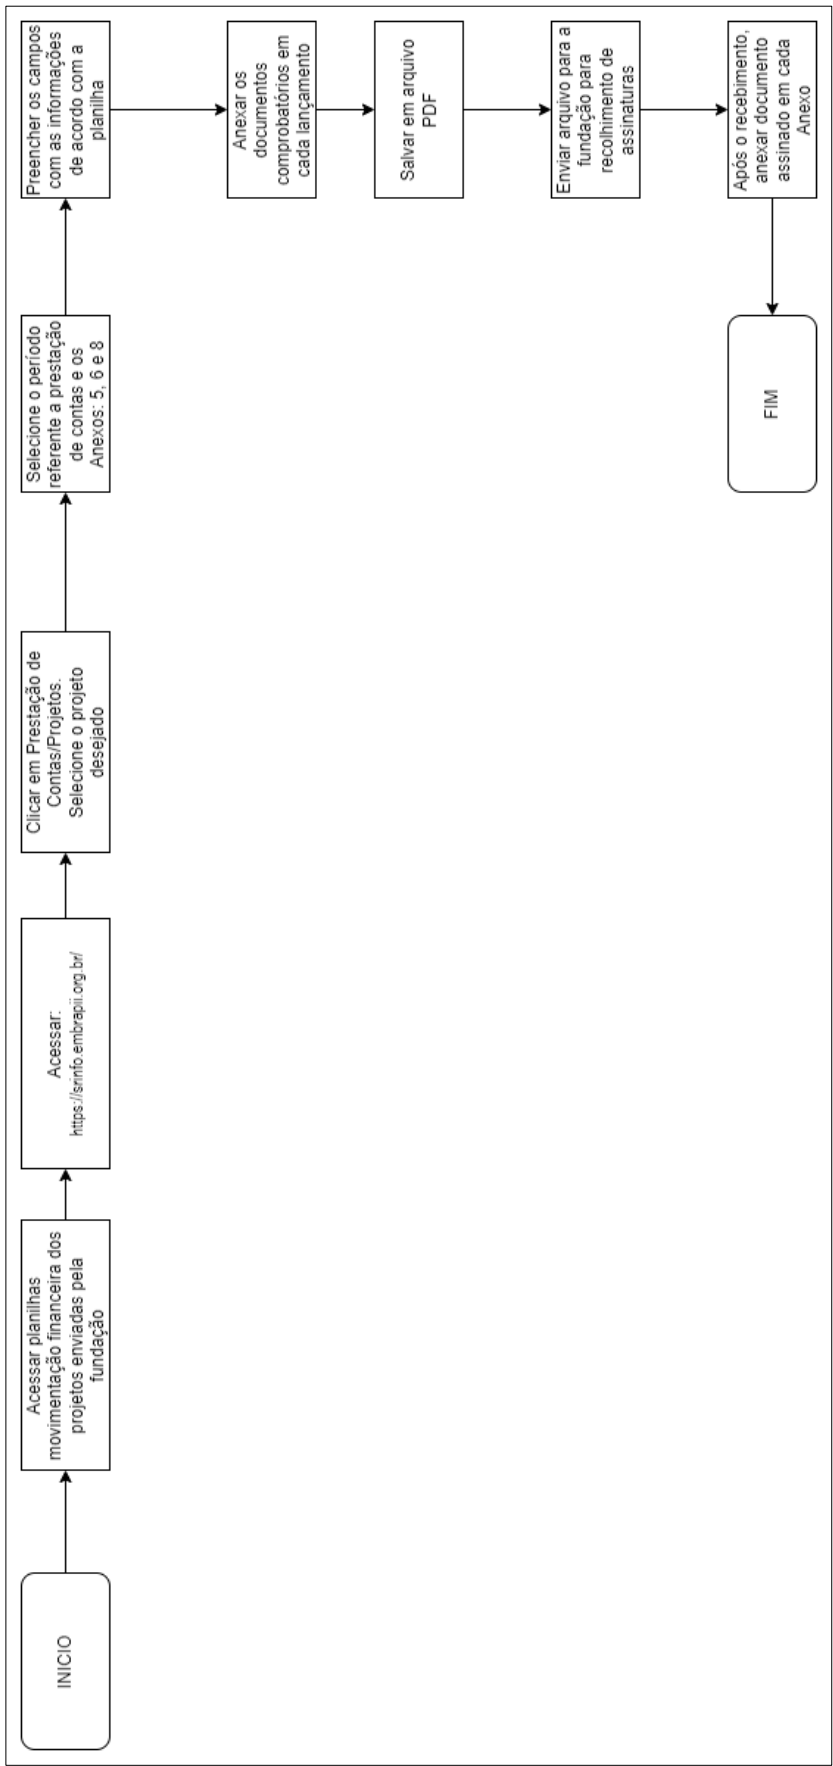 INICIO
Acessar planilhas
movimentação financeira dos
projetos enviadas pela
fundação
Acessar:
https://srinfo.embrapii.org.br/
Clicar em Prestação de
Contas/Projetos.
Selecione o projeto
desejado
Selecione o período
referente a prestação
de contas e os
Anexos: 5, 6 e 8
Preencher os campos
com as informações
de acordo com a
planilha
Anexar os
documentos
comprobatórios em
cada lançamento
Salvar em arquivo
PDF
Enviar arquivo para a
fundação para
recolhimento de
assinaturas
Após o recebimento,
anexar documento
assinado em cada
Anexo
FIM